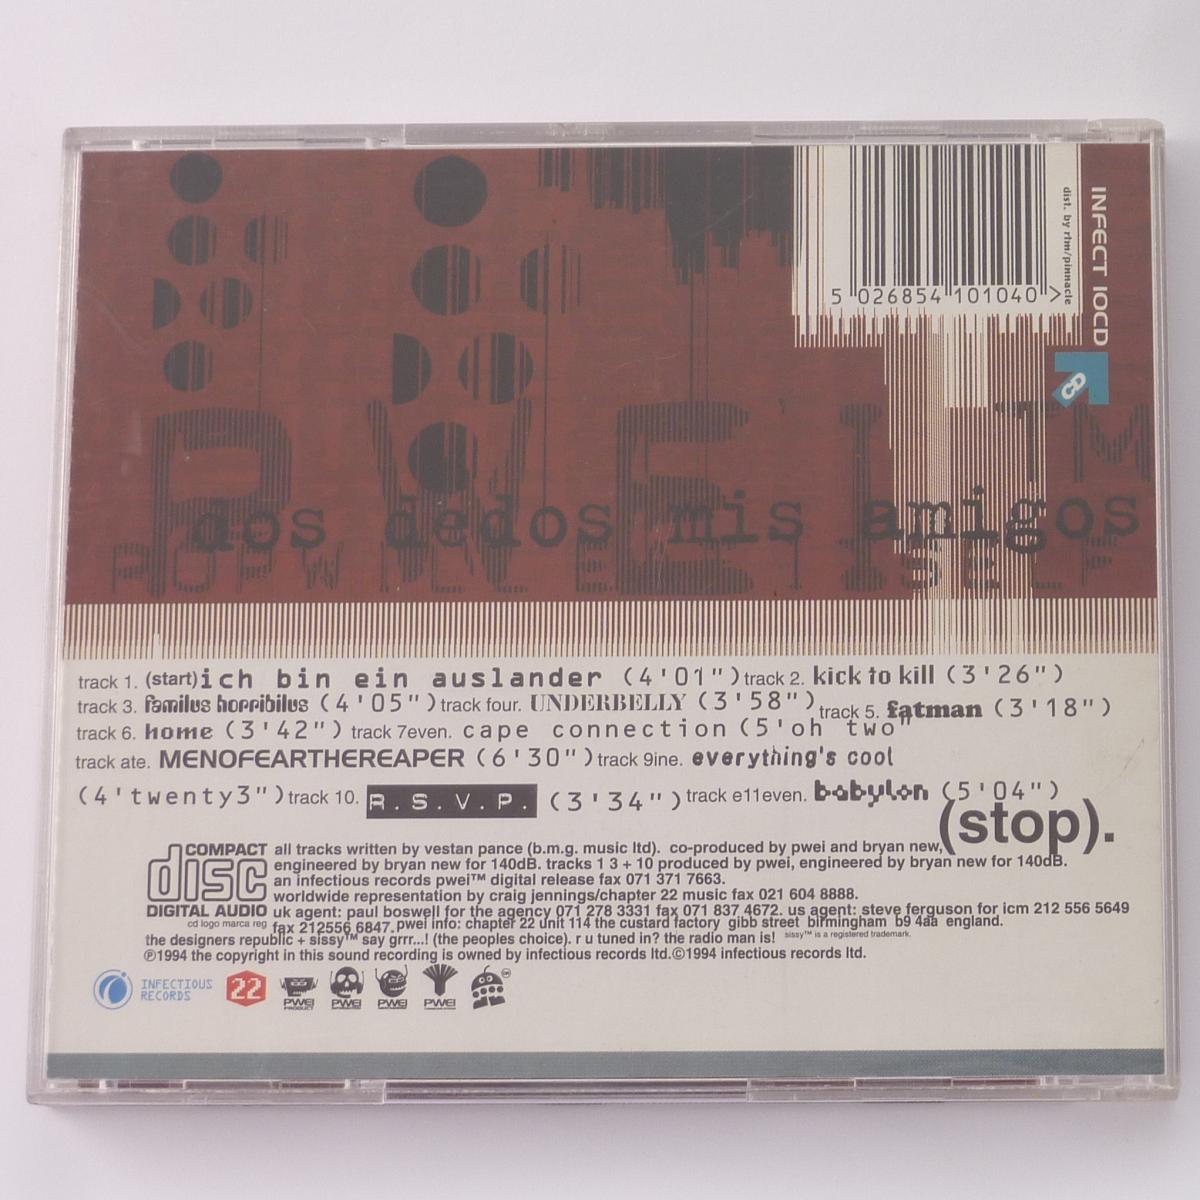 5 026854 101040 >
dist. by rtm/pinnacle
INFECT 10CD
CD
PWEI TM
dos dedos mis amigos
POP WILL EAT ITSELF
track 1. (start)ich bin ein auslander (4'01") track 2. kick to kill (3'26")
track 3. familus horribilus (4'05") track four. UNDERBELLY (3'58") track 5. fatman (3'18")
track 6. home (3'42") track 7even. cape connection (5'oh two"
track ate. MENOFEARTHEREAPER (6'30") track 9ine. everything's cool
(4'twenty3") track 10. R.S.V.P. (3'34") track e11even. babylon (5'04")
(stop).
COMPACT disc DIGITAL AUDIO
cd logo marca reg
all tracks written by vestan pance (b.m.g. music ltd). co-produced by pwei and bryan new,
engineered by bryan new for 140dB. tracks 1 3 + 10 produced by pwei, engineered by bryan new for 140dB.
an infectious records pwei™ digital release fax 071 371 7663.
worldwide representation by craig jennings/chapter 22 music fax 021 604 8888.
uk agent: paul boswell for the agency 071 278 3331 fax 071 837 4672. us agent: steve ferguson for icm 212 556 5649
fax 212556 6847. pwei info: chapter 22 unit 114 the custard factory gibb street birmingham b9 4aa england.
the designers republic + sissy™ say grrr...! (the peoples choice). r u tuned in? the radio man is! sissy™ is a registered trademark.
℗1994 the copyright in this sound recording is owned by infectious records ltd.©1994 infectious records ltd.
INFECTIOUS
RECORDS
22
PWEI
PRODUCT
PWEI
PWEI
PWEI